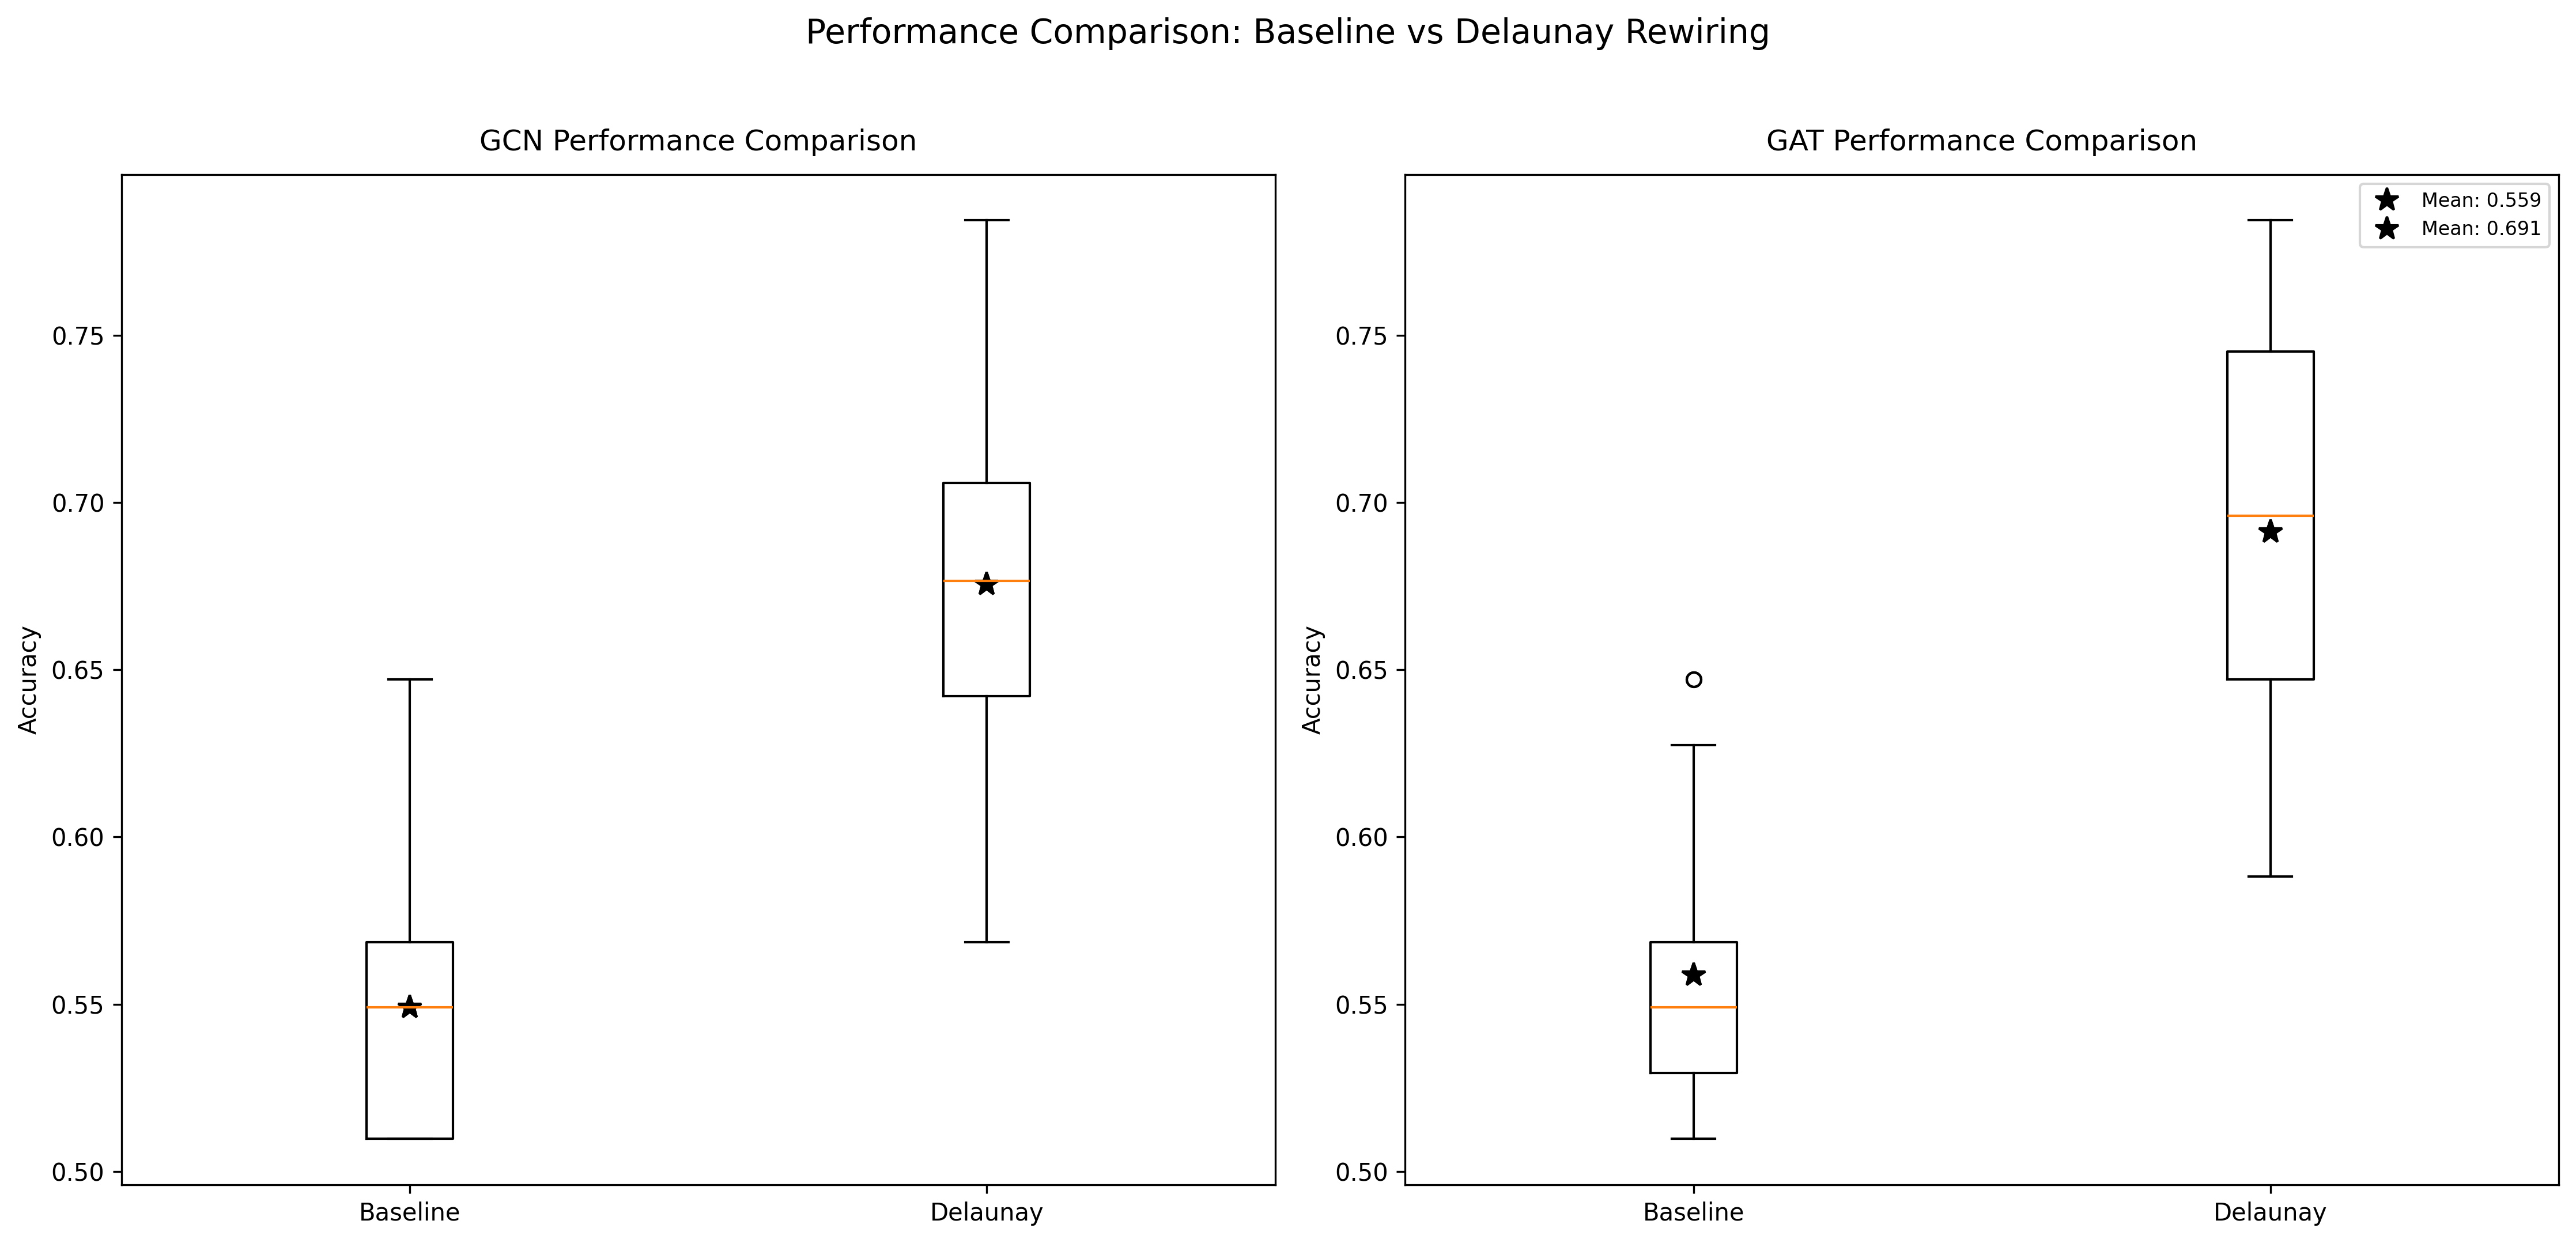 Performance Comparison: Baseline vs Delaunay Rewiring
GCN Performance Comparison
Accuracy
0.75
0.70
0.65
0.60
0.55
0.50
Baseline
Delaunay
GAT Performance Comparison
Mean: 0.559
Mean: 0.691
Accuracy
0.75
0.70
0.65
0.60
0.55
0.50
Baseline
Delaunay